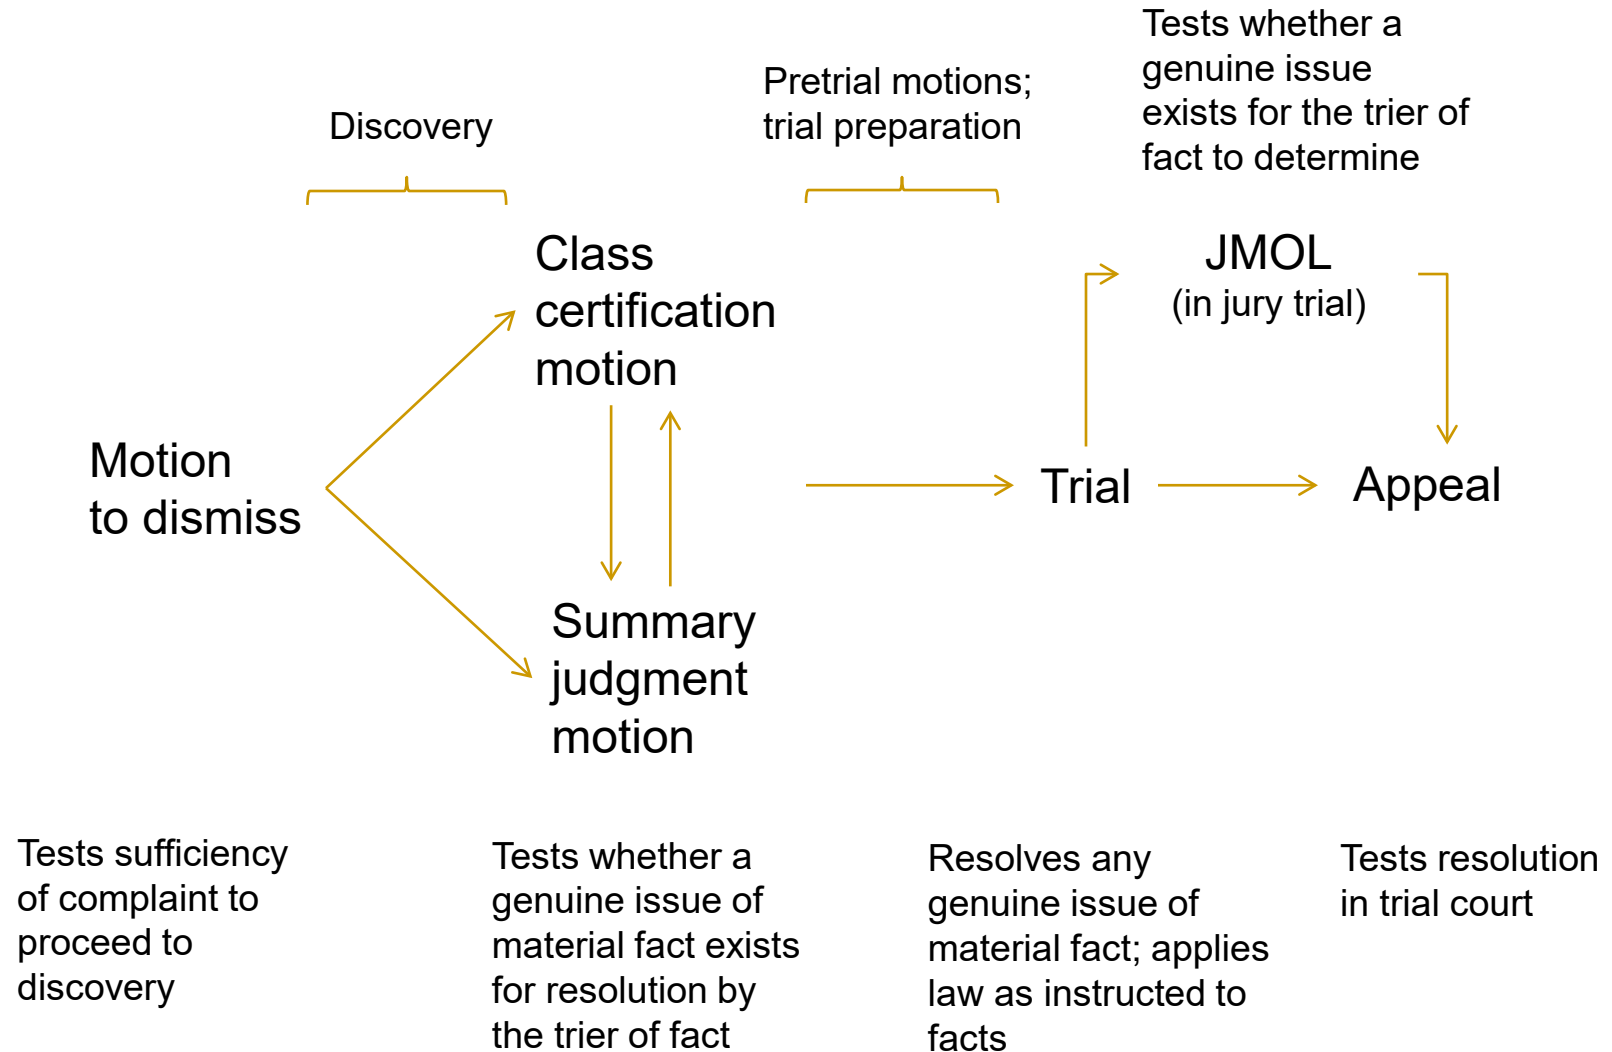 Discovery
Pretrial motions;
trial preparation
Tests whether a
genuine issue
exists for the trier of
fact to determine
Class
certification
motion
JMOL
(in jury trial)
Motion
to dismiss
Trial
Appeal
Summary
judgment
motion
Tests sufficiency
of complaint to
proceed to
discovery
Tests whether a
genuine issue of
material fact exists
for resolution by
the trier of fact
Resolves any
genuine issue of
material fact; applies
law as instructed to
facts
Tests resolution
in trial court